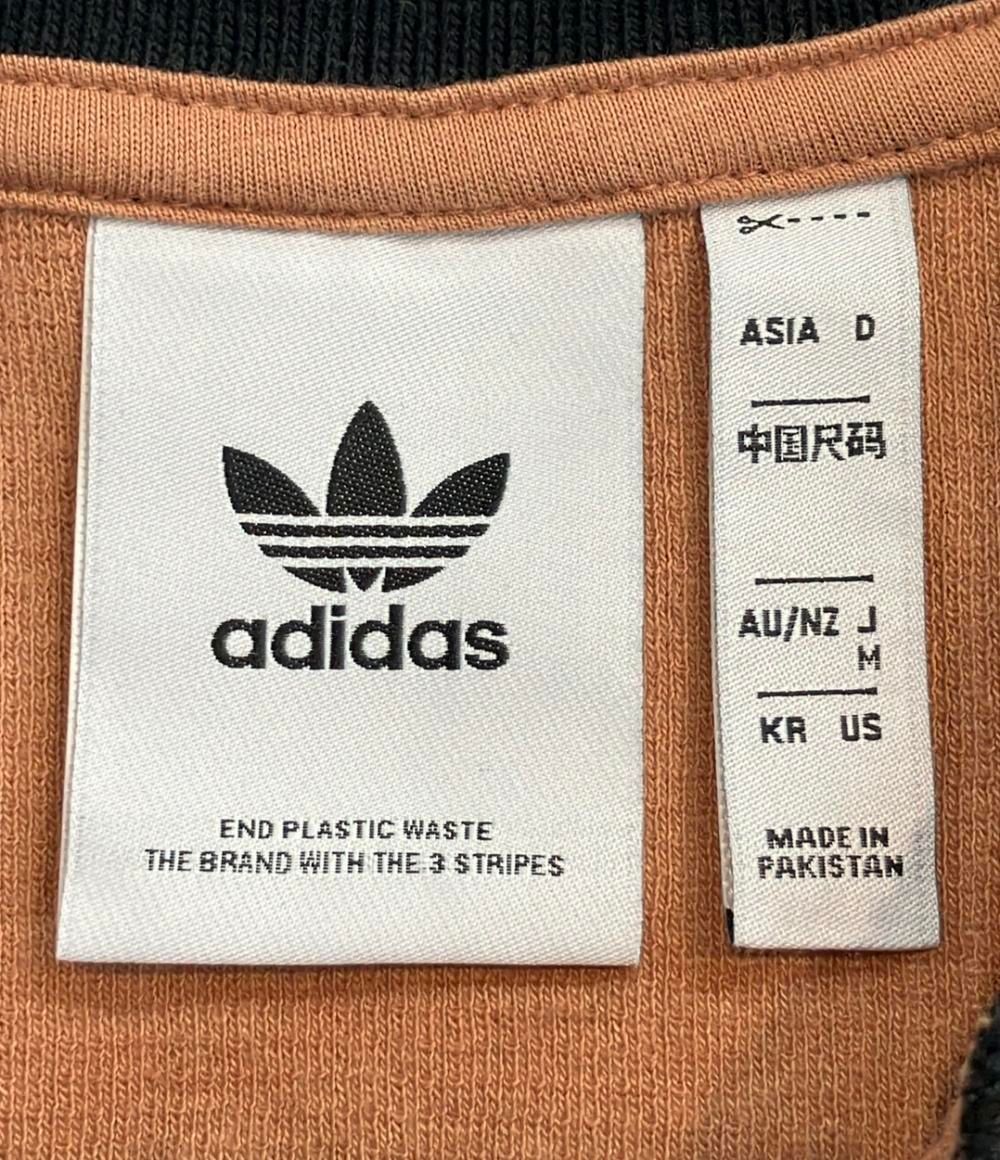 adidas
END PLASTIC WASTE
THE BRAND WITH THE 3 STRIPES
ASIA D
中国尺码
AU/NZ J
M
KR US
MADE IN
PAKISTAN